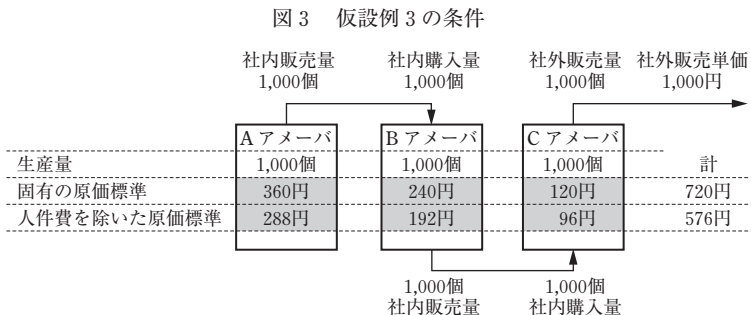 図 3　仮設例 3 の条件
社内販売量　社内購入量　社外販売量　社外販売単価
1,000個　1,000個　1,000個　1,000円
A アメーバ　B アメーバ　C アメーバ
生産量　1,000個　1,000個　1,000個　計
固有の原価標準　360円　240円　120円　720円
人件費を除いた原価標準　288円　192円　96円　576円
1,000個　1,000個
社内販売量　社内購入量